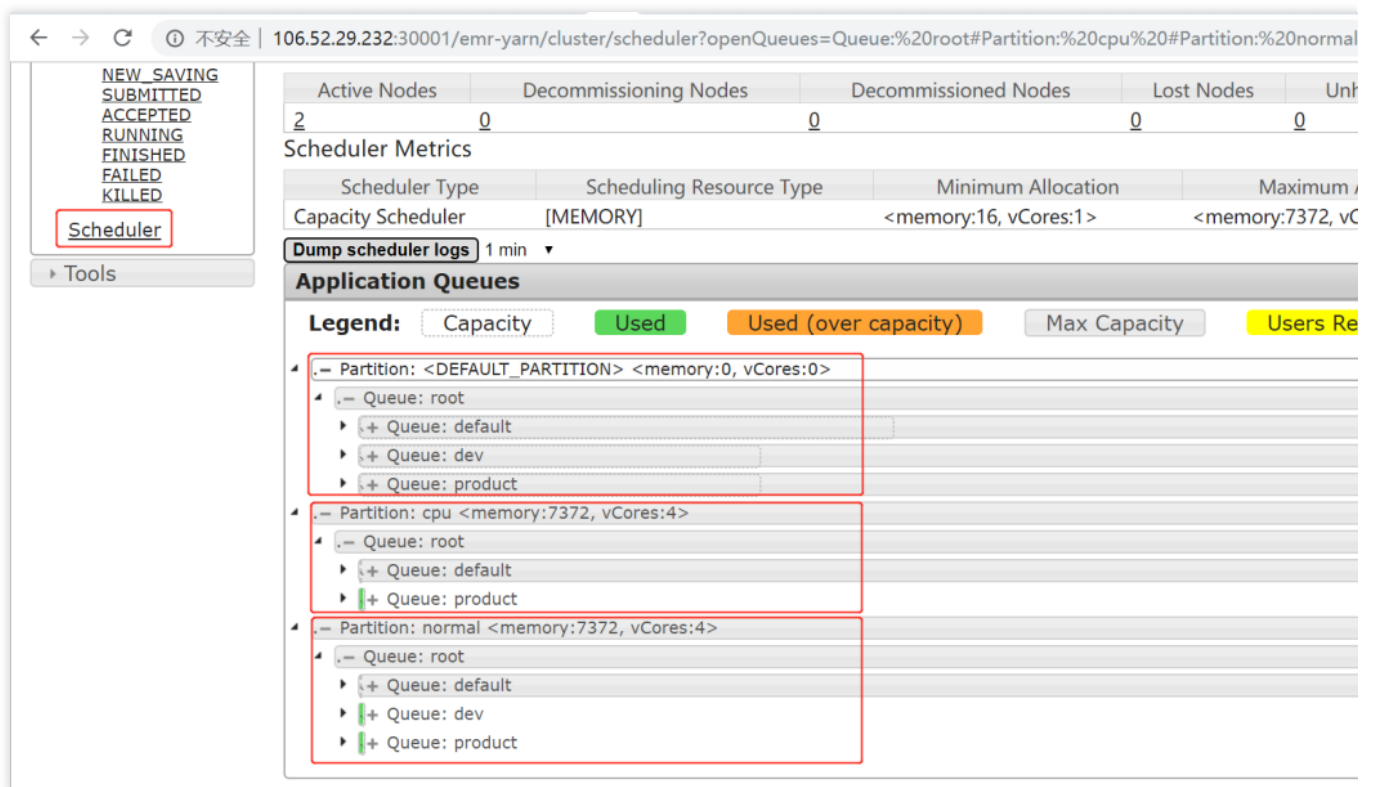 ← → C ⓘ 不安全 | 106.52.29.232:30001/emr-yarn/cluster/scheduler?openQueues=Queue:%20root#Partition:%20cpu%20#Partition:%20normal
NEW_SAVING
SUBMITTED
ACCEPTED
RUNNING
FINISHED
FAILED
KILLED
Scheduler
Tools
Active Nodes Decommissioning Nodes Decommissioned Nodes Lost Nodes Unh
2 0 0 0 0
Scheduler Metrics
Scheduler Type Scheduling Resource Type Minimum Allocation Maximum A
Capacity Scheduler [MEMORY] <memory:16, vCores:1> <memory:7372, vC
Dump scheduler logs 1 min ▼
Application Queues
Legend: Capacity Used Used (over capacity) Max Capacity Users Re
.– Partition: <DEFAULT_PARTITION> <memory:0, vCores:0>
.– Queue: root
+ Queue: default
+ Queue: dev
+ Queue: product
.– Partition: cpu <memory:7372, vCores:4>
.– Queue: root
+ Queue: default
+ Queue: product
.– Partition: normal <memory:7372, vCores:4>
.– Queue: root
+ Queue: default
+ Queue: dev
+ Queue: product